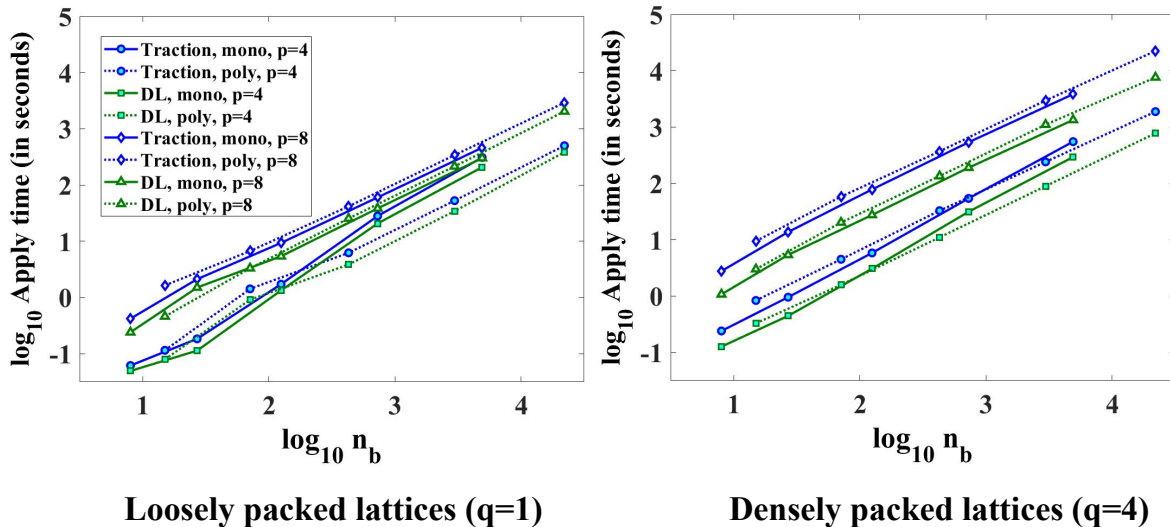 5
4
3
2
1
0
-1
log10 Apply time (in seconds)
Traction, mono, p=4
Traction, poly, p=4
DL, mono, p=4
DL, poly, p=4
Traction, mono, p=8
Traction, poly, p=8
DL, mono, p=8
DL, poly, p=8
1 2 3 4
log10 nb
Loosely packed lattices (q=1)
5
4
3
2
1
0
-1
log10 Apply time (in seconds)
1 2 3 4
log10 nb
Densely packed lattices (q=4)